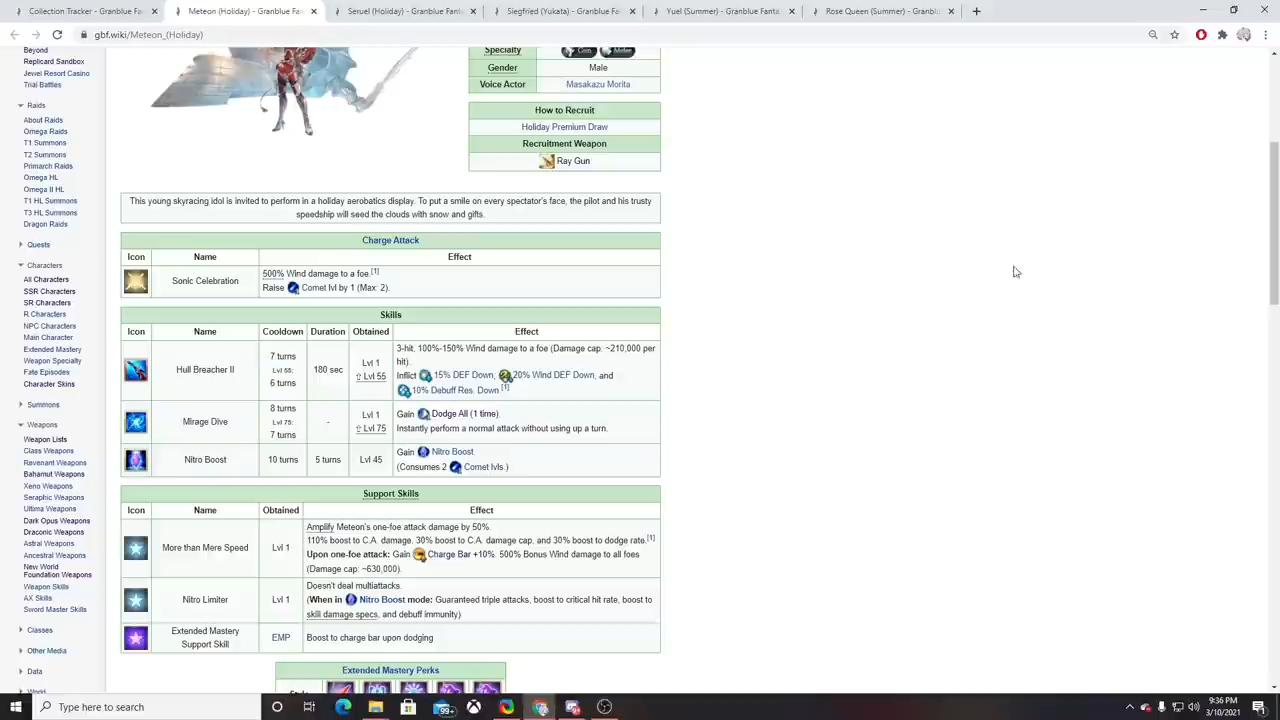 Collection Tracker - Granblue Fa
Meteon (Holiday) - Granblue Fan
Seruel (Holiday) - Granblue Fant
Siegfried (Yukata) - Granblue Fa
Yuel (Summer) - Granblue Fanta
Rose Queen (Summer) - Granblu
gbf.wiki/Meteon_(Holiday)
Beyond
Replicard Sandbox
Jewel Resort Casino
Trial Battles
Raids
About Raids
Omega Raids
T1 Summons
T2 Summons
Primarch Raids
Omega HL
Omega II HL
T1 HL Summons
T3 HL Summons
Dragon Raids
Quests
Characters
All Characters
SSR Characters
SR Characters
R Characters
NPC Characters
Main Character
Extended Mastery
Weapon Specialty
Fate Episodes
Character Skins
Summons
Weapons
Weapon Lists
Class Weapons
Revenant Weapons
Bahamut Weapons
Xeno Weapons
Seraphic Weapons
Ultima Weapons
Dark Opus Weapons
Draconic Weapons
Astral Weapons
Ancestral Weapons
New World
Foundation Weapons
Weapon Skills
AX Skills
Sword Master Skills
Classes
Other Media
Data
World
Specialty
Gender Male
Voice Actor Masakazu Morita
How to Recruit
Holiday Premium Draw
Recruitment Weapon
Ray Gun
This young skyracing idol is invited to perform in a holiday aerobatics display. To put a smile on every spectator's face, the pilot and his trusty
speedship will seed the clouds with snow and gifts.
Charge Attack
Icon Name Effect
Sonic Celebration
500% Wind damage to a foe.[1]
Raise Comet lvl by 1 (Max: 2).
Skills
Icon Name Cooldown Duration Obtained Effect
Hull Breacher II
7 turns
Lvl 55:
6 turns
180 sec
Lvl 1
⇧ Lvl 55
3-hit, 100%-150% Wind damage to a foe (Damage cap: ~210,000 per
hit).
Inflict 15% DEF Down, 20% Wind DEF Down, and
10% Debuff Res. Down.[1]
Mirage Dive
8 turns
Lvl 75:
7 turns
-
Lvl 1
⇧ Lvl 75
Gain Dodge All (1 time).
Instantly perform a normal attack without using up a turn.
Nitro Boost
10 turns
5 turns
Lvl 45
Gain Nitro Boost.
(Consumes 2 Comet lvls.)
Support Skills
Icon Name Obtained Effect
More than Mere Speed
Lvl 1
Amplify Meteon's one-foe attack damage by 50%.
110% boost to C.A. damage, 30% boost to C.A. damage cap, and 30% boost to dodge rate.[1]
Upon one-foe attack: Gain Charge Bar +10%. 500% Bonus Wind damage to all foes
(Damage cap: ~630,000).
Nitro Limiter
Lvl 1
Doesn't deal multiattacks.
(When in Nitro Boost mode: Guaranteed triple attacks, boost to critical hit rate, boost to
skill damage specs, and debuff immunity)
Extended Mastery
Support Skill
EMP
Boost to charge bar upon dodging
Extended Mastery Perks
Type here to search
99+
9:36 PM
3/10/2021